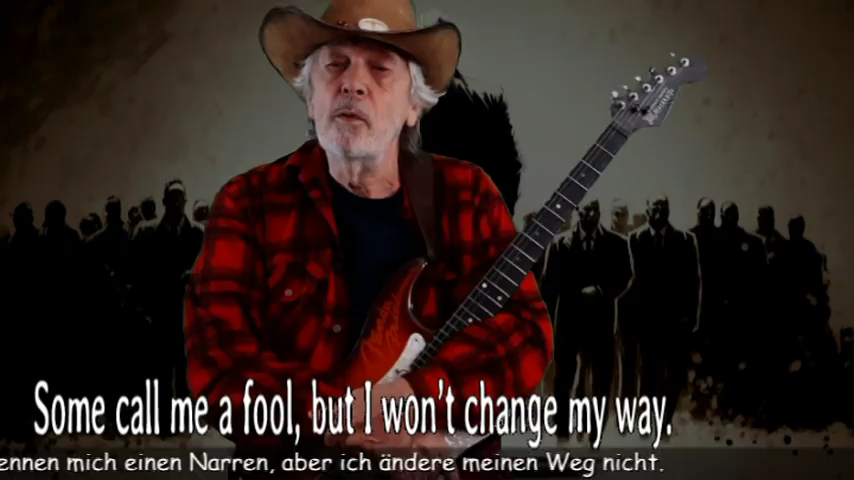 Some call me a fool, but I won't change my way.
ennen mich einen Narren, aber ich ändere meinen Weg nicht.